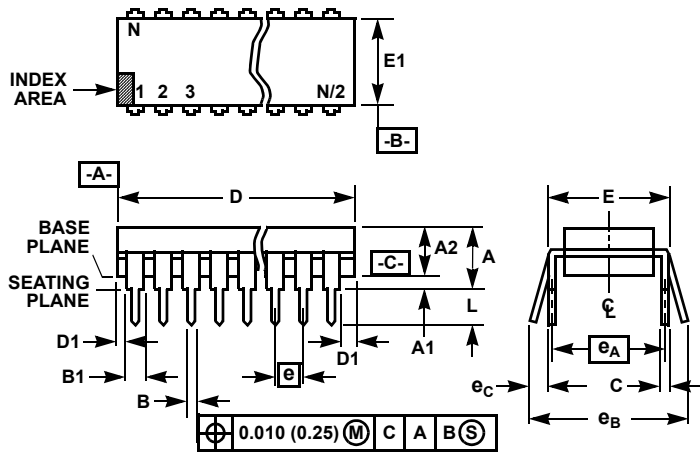 N
E1
INDEX
AREA
1 2 3 N/2
-B-
-A-
D
E
BASE
PLANE
A2
A
-C-
SEATING
PLANE
L
C
L
D1
D1
A1
e
eA
B1
eC
C
B
eB
0.010 (0.25) M C A B S